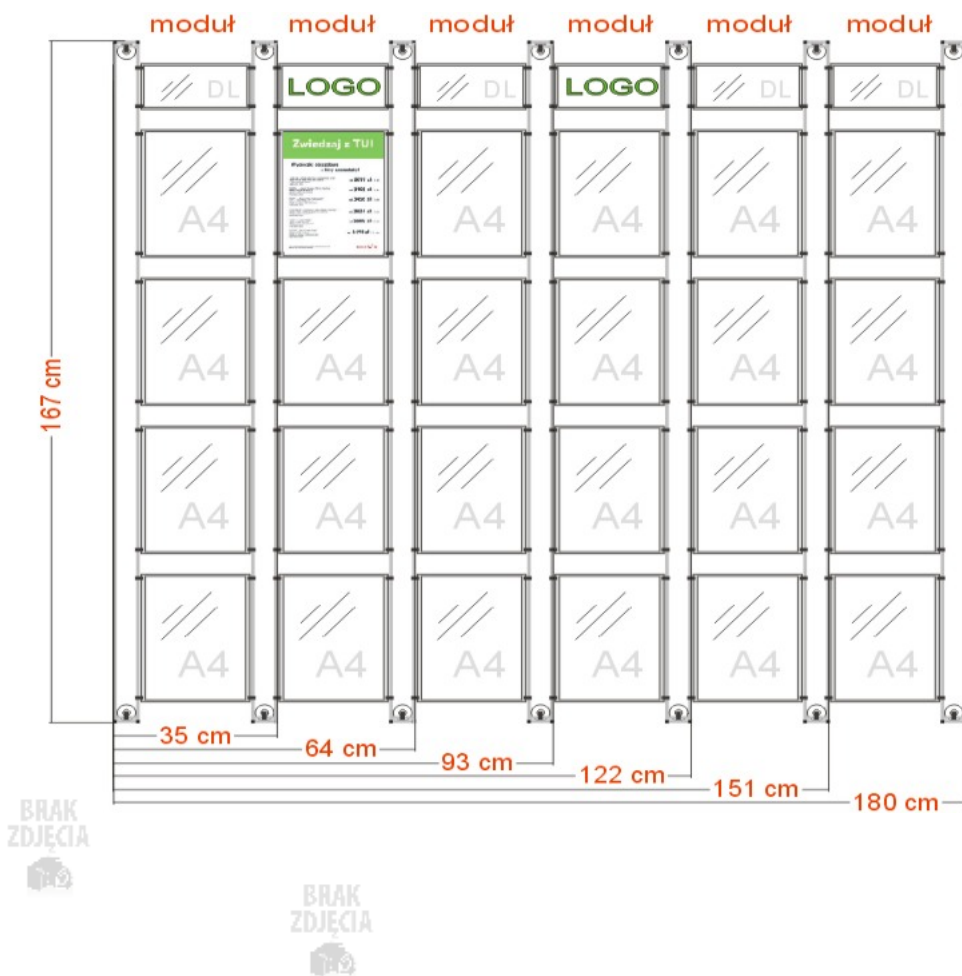 moduł moduł moduł moduł moduł moduł
DL LOGO DL LOGO DL DL
Zwiedzaj z TU!
A4 A4 A4 A4 A4
A4 A4 A4 A4 A4 A4
A4 A4 A4 A4 A4 A4
A4 A4 A4 A4 A4 A4
167 cm
35 cm
64 cm
93 cm
122 cm
151 cm
180 cm
BRAK
ZDJĘCIA
BRAK
ZDJĘCIA